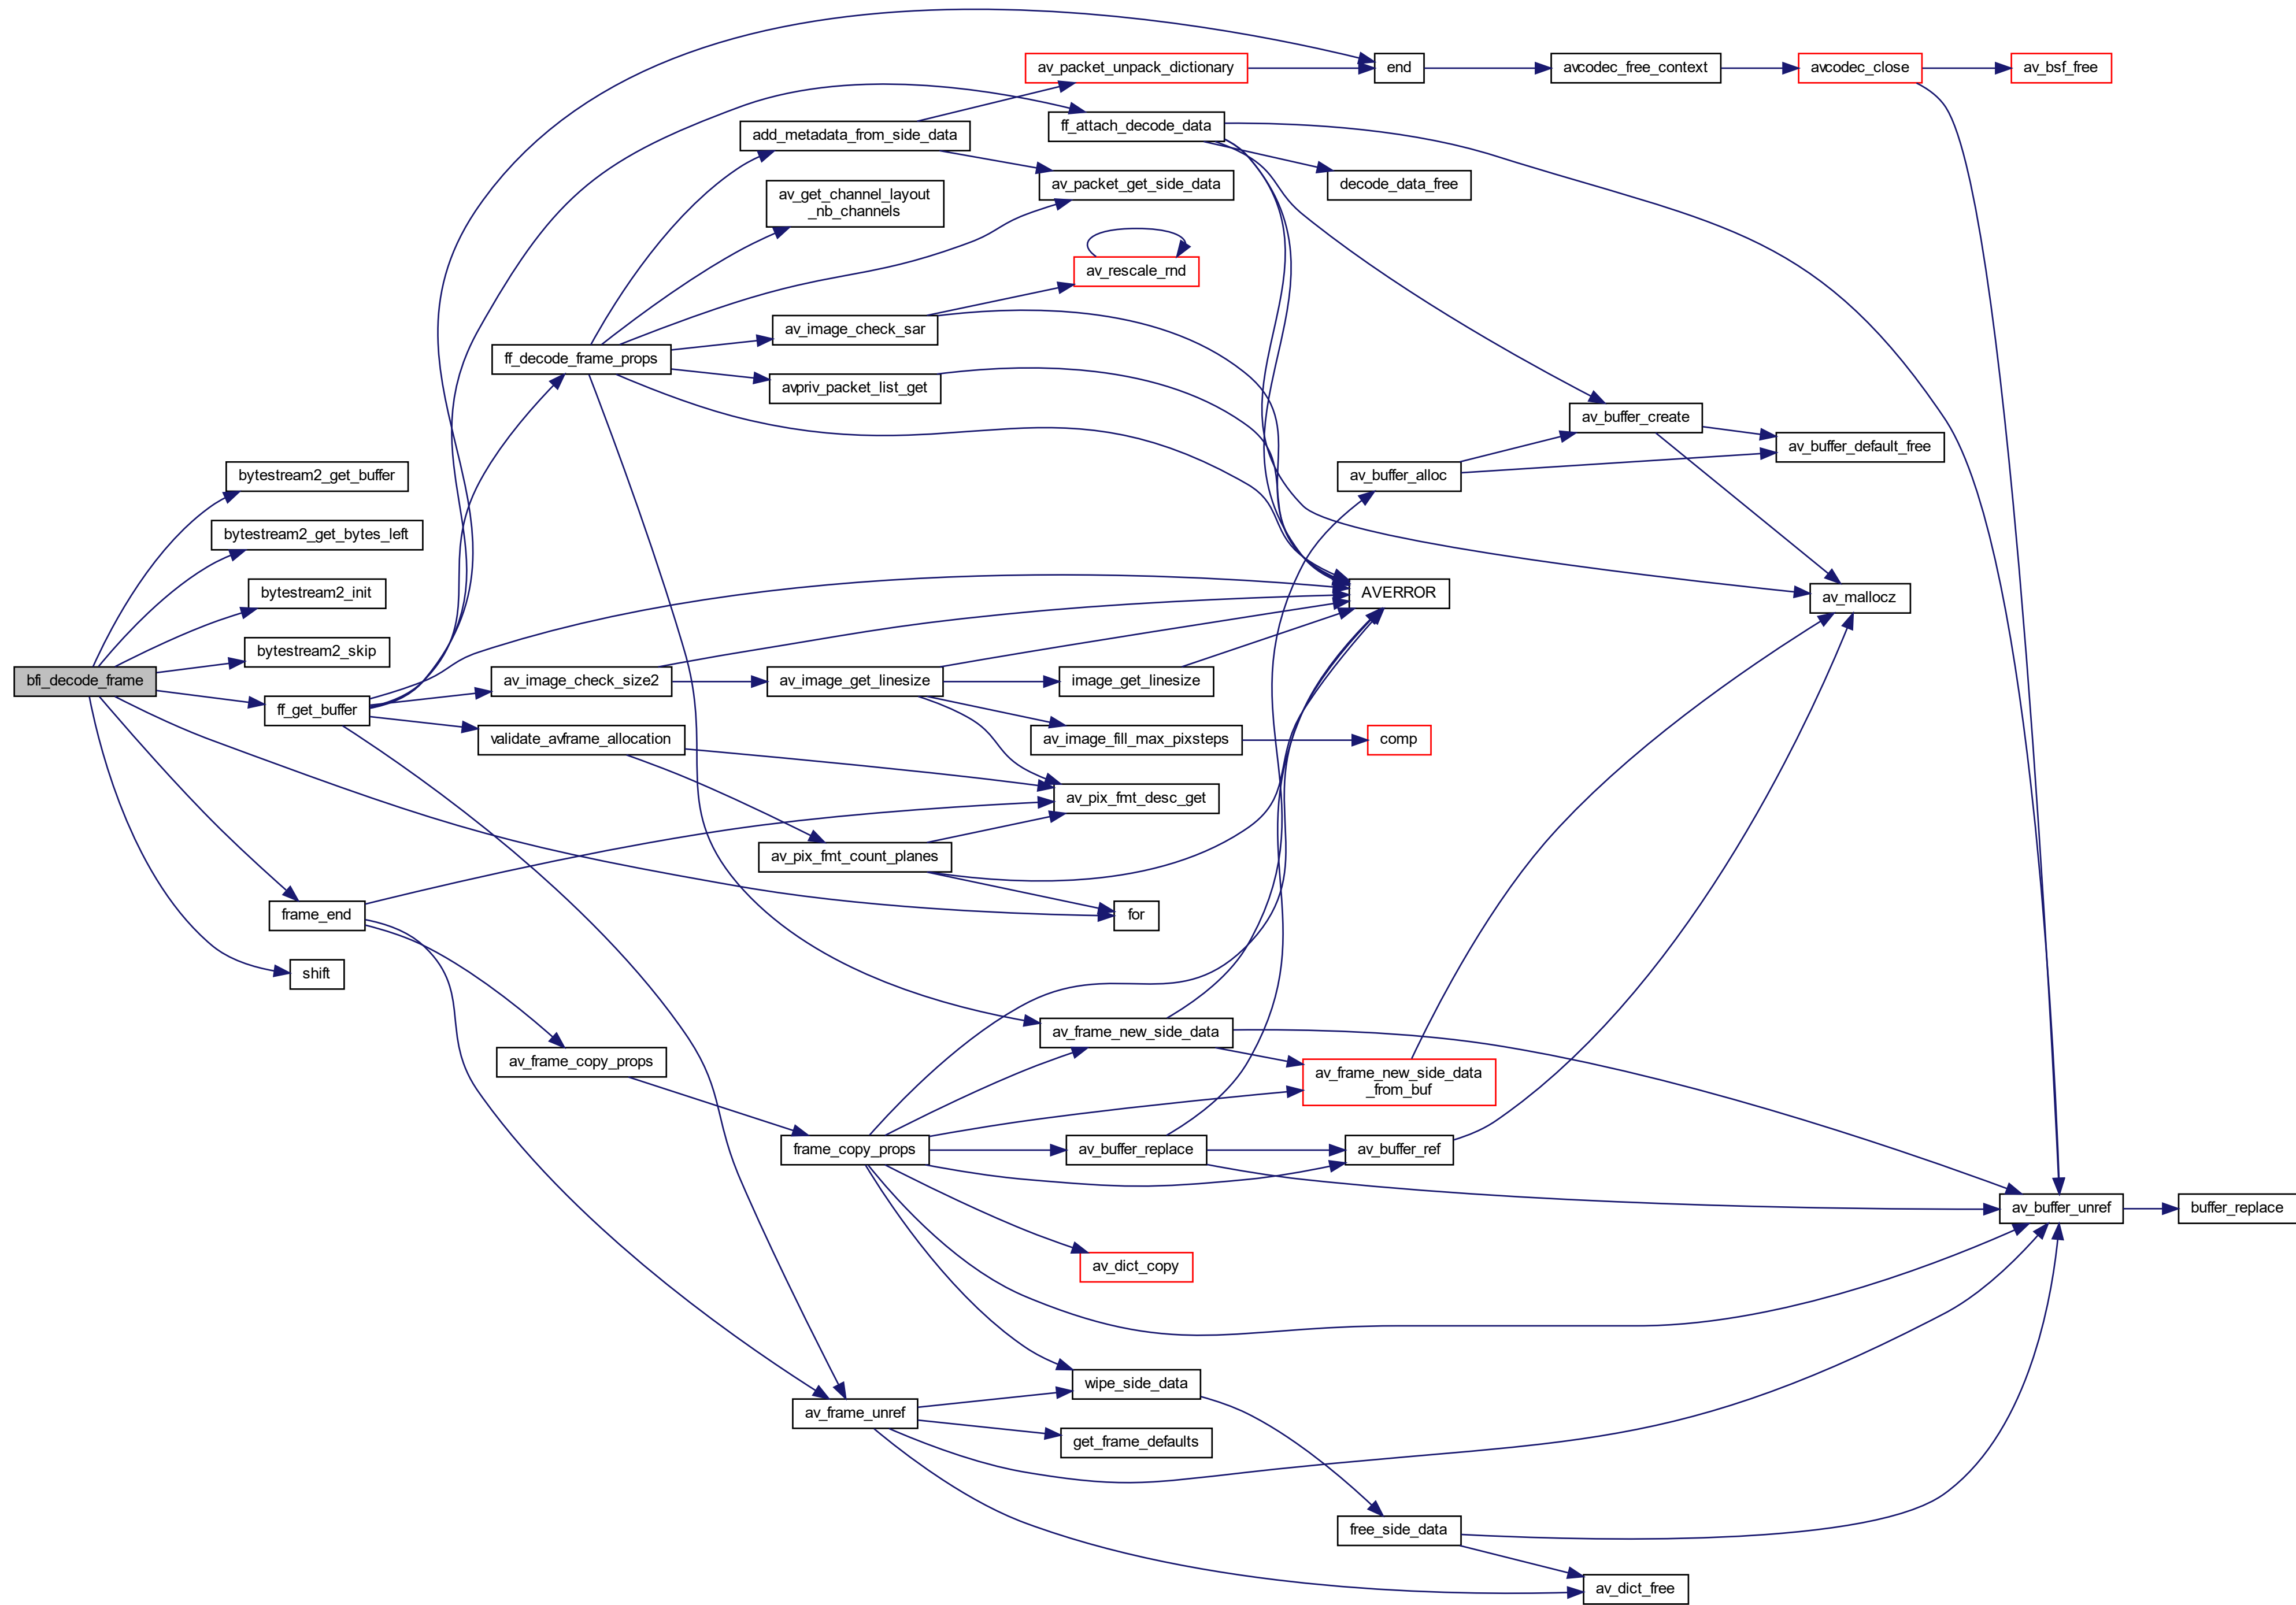 av_packet_unpack_dictionary
end
avcodec_free_context
avcodec_close
av_bsf_free
add_metadata_from_side_data
ff_attach_decode_data
av_get_channel_layout
_nb_channels
av_packet_get_side_data
decode_data_free
av_rescale_rnd
av_image_check_sar
ff_decode_frame_props
avpriv_packet_list_get
av_buffer_create
av_buffer_default_free
bytestream2_get_buffer
av_buffer_alloc
bytestream2_get_bytes_left
bytestream2_init
AVERROR
av_mallocz
bytestream2_skip
bfi_decode_frame
av_image_check_size2
av_image_get_linesize
image_get_linesize
ff_get_buffer
validate_avframe_allocation
av_image_fill_max_pixsteps
comp
av_pix_fmt_desc_get
av_pix_fmt_count_planes
frame_end
for
shift
av_frame_new_side_data
av_frame_copy_props
av_frame_new_side_data
_from_buf
frame_copy_props
av_buffer_replace
av_buffer_ref
av_buffer_unref
buffer_replace
av_dict_copy
wipe_side_data
av_frame_unref
get_frame_defaults
free_side_data
av_dict_free